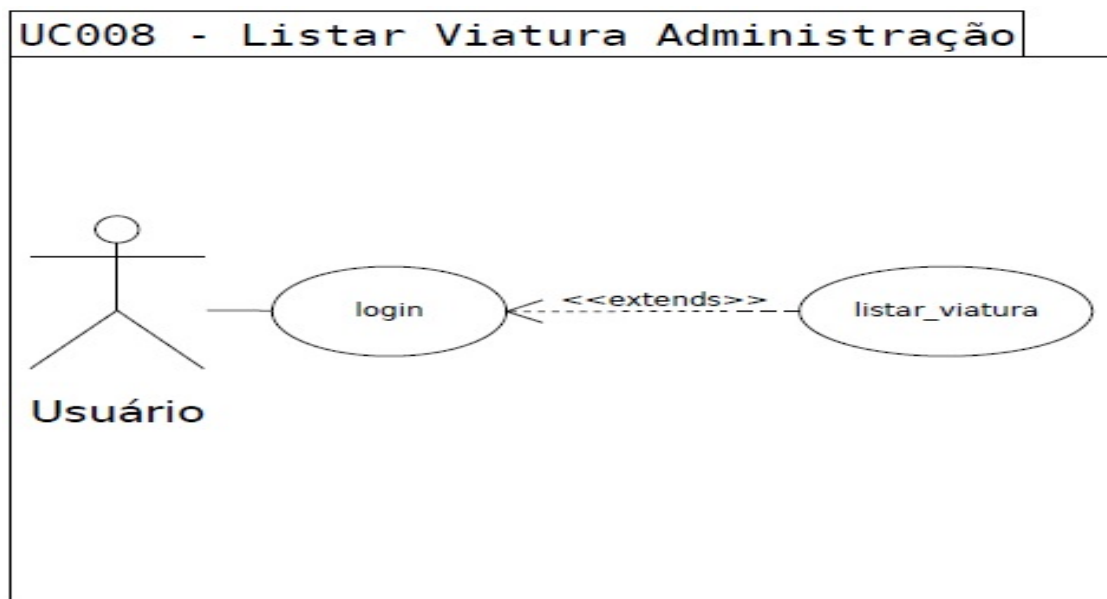 UC008 - Listar Viatura Administração
login
<<extends>>
listar_viatura
Usuário